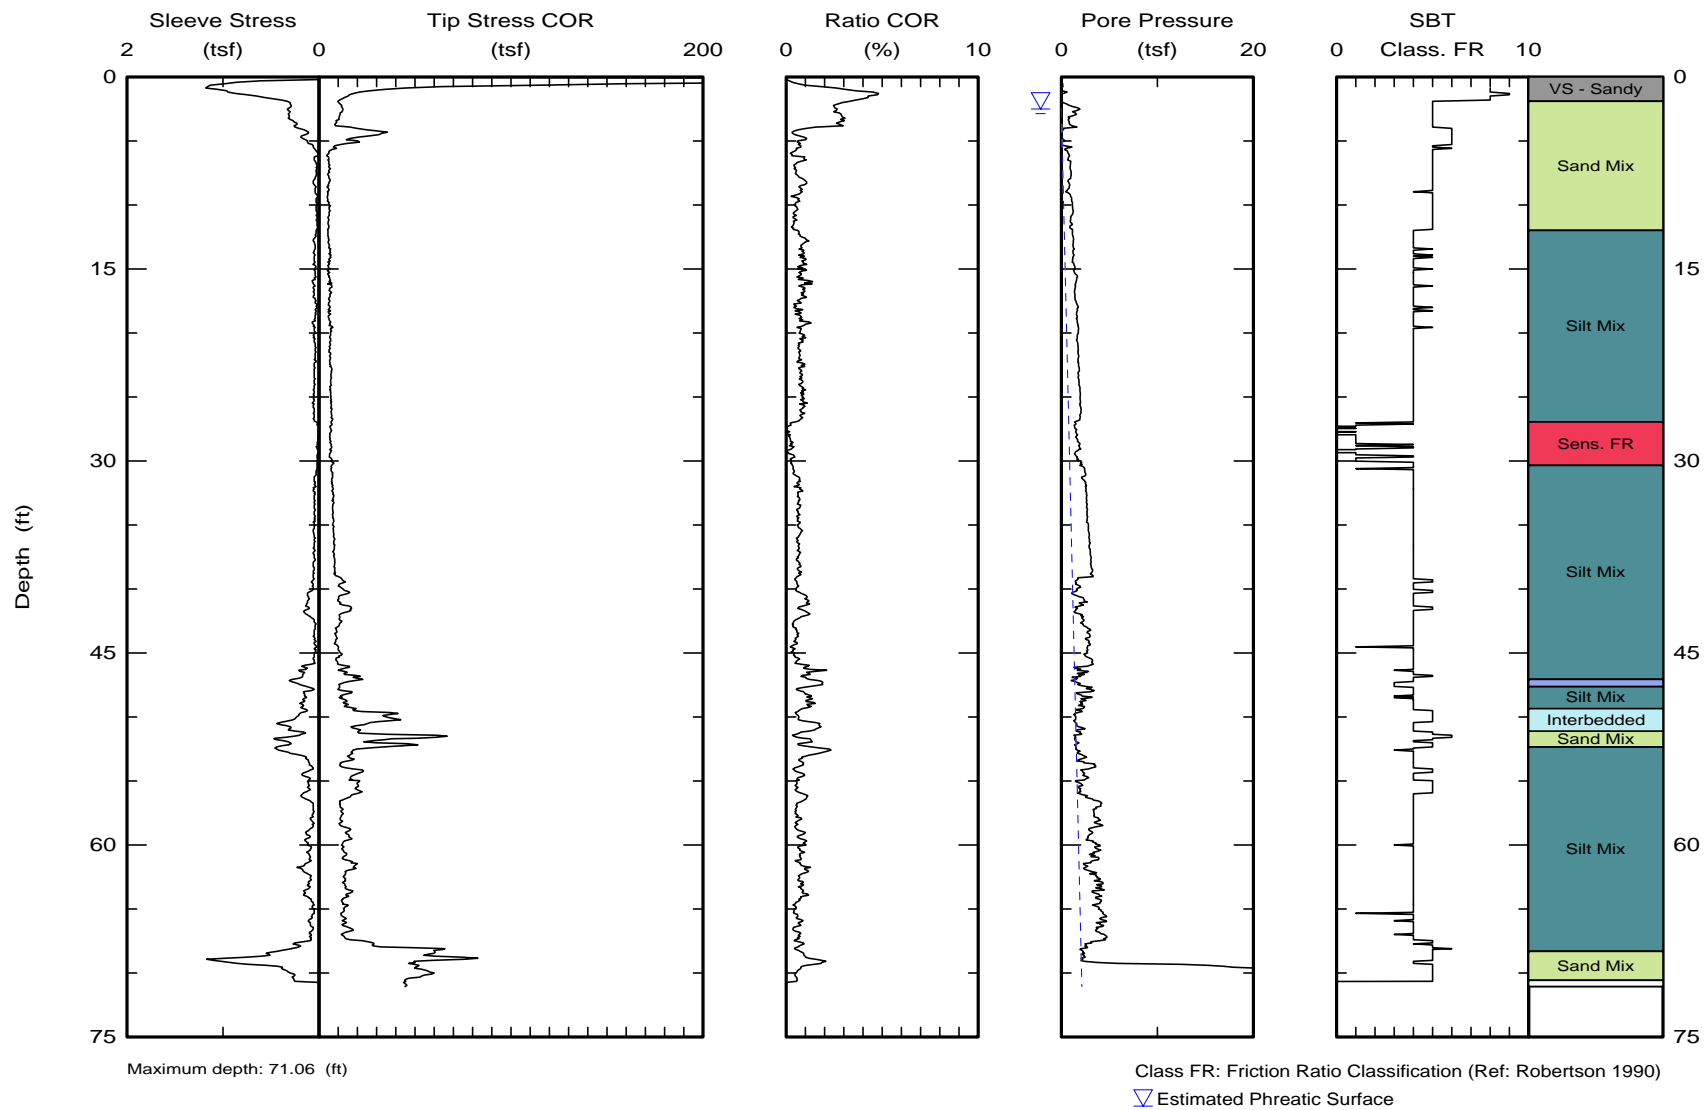 Sleeve Stress Tip Stress COR Ratio COR Pore Pressure SBT
(tsf) (tsf) (%) (tsf) Class. FR
2 0 200 0 10 0 20 0 10
0 0
VS - Sandy
Sand Mix
15 15
Silt Mix
Sens. FR
30 30
Depth (ft)
Silt Mix
45 45
Silt Mix
Interbedded
Sand Mix
60 60
Silt Mix
Sand Mix
75 75
Maximum depth: 71.06 (ft)
Class FR: Friction Ratio Classification (Ref: Robertson 1990)
Estimated Phreatic Surface